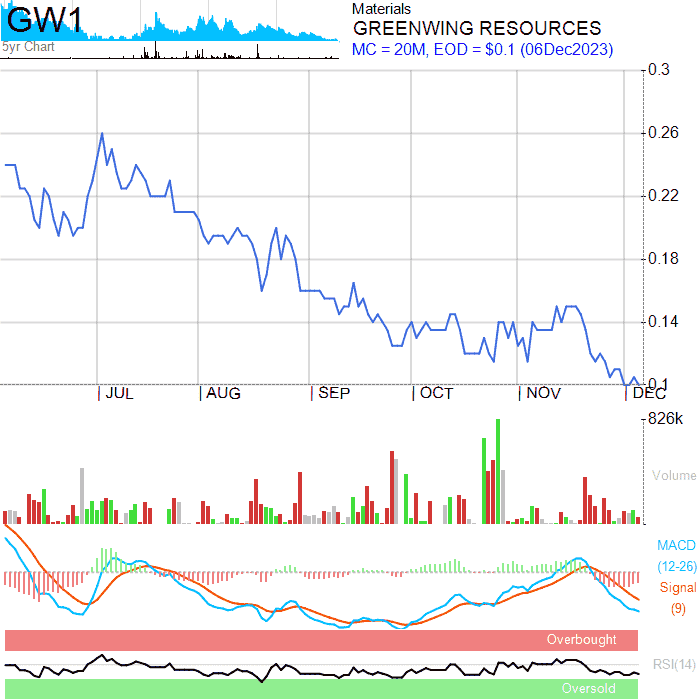 GW1
5yr Chart
Materials
GREENWING RESOURCES
MC = 20M, EOD = $0.1 (06Dec2023)
0.3
0.26
0.22
0.18
0.14
0.1
JUL AUG SEP OCT NOV DEC
826k
Volume
MACD
(12-26)
Signal
(9)
Overbought
RSI(14)
Oversold